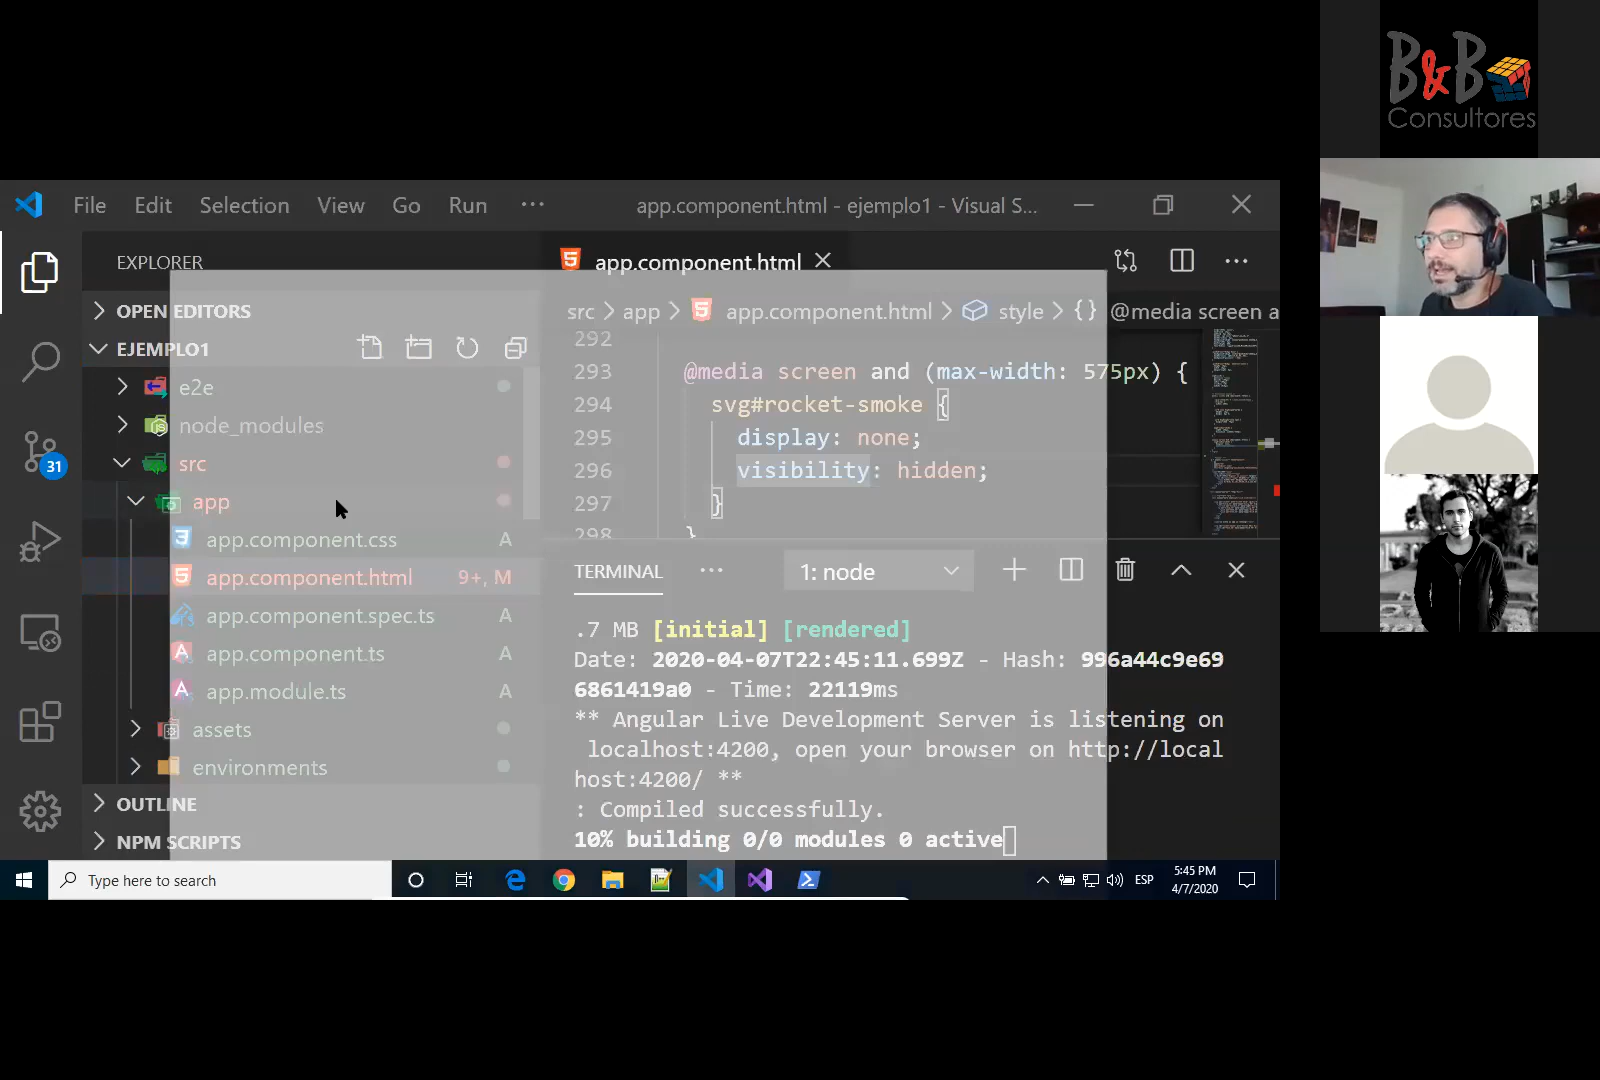 B&B
Consultores
File Edit Selection View Go Run ··· app.component.html - ejemplo1 - Visual S...
EXPLORER
app.component.html
OPEN EDITORS
src > app > app.component.html > style > {} @media screen a
EJEMPLO1
e2e
node_modules
src
app
app.component.css A
app.component.html 9+, M
app.component.spec.ts A
app.component.ts A
app.module.ts A
assets
environments
OUTLINE
NPM SCRIPTS
31
292
293 @media screen and (max-width: 575px) {
294 svg#rocket-smoke {
295 display: none;
296 visibility: hidden;
297 }
298 }
TERMINAL ··· 1: node
.7 MB [initial] [rendered]
Date: 2020-04-07T22:45:11.699Z - Hash: 996a44c9e69
6861419a0 - Time: 22119ms
** Angular Live Development Server is listening on
localhost:4200, open your browser on http://local
host:4200/ **
: Compiled successfully.
10% building 0/0 modules 0 active
Type here to search
ESP
5:45 PM
4/7/2020